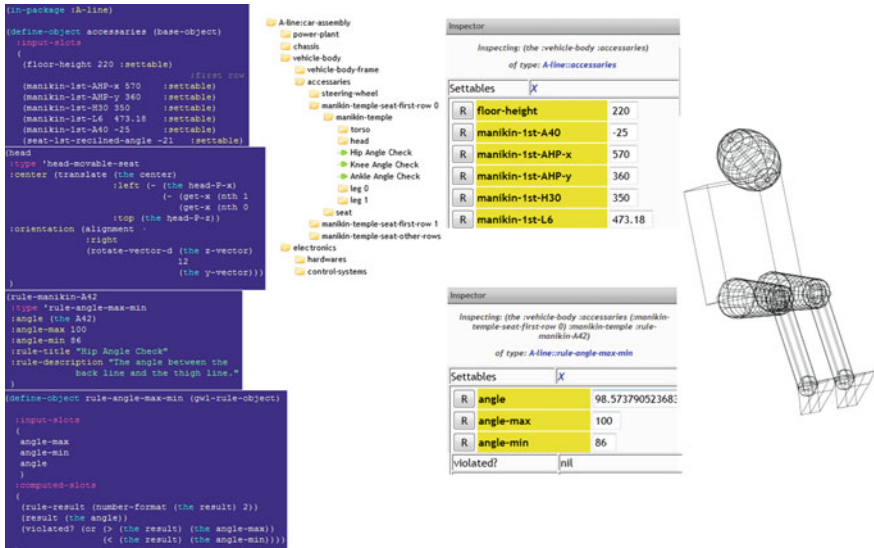 (in-package :A-line)
(define-object accessaries (base-object)
:input-slots
(
(floor-height 220 :settable)
;first row
(manikin-1st-AHP-x 570 :settable)
(manikin-1st-AHP-y 360 :settable)
(manikin-1st-H30 350 :settable)
(manikin-1st-L6 473.18 :settable)
(manikin-1st-A40 -25 :settable)
(seat-1st-recilned-angle -21 :settable)
(head
:type 'head-movable-seat
:center (translate (the center)
:left (- (the head-P-x)
(- (get-x (nth 1
(get-x (nth 0
:top (the head-P-z))
:orientation (alignment
:right
(rotate-vector-d (the z-vector)
12
(the y-vector)))
)
(rule-manikin-A42
:type 'rule-angle-max-min
:angle (the A42)
:angle-max 100
:angle-min 86
:rule-title "Hip Angle Check"
:rule-description "The angle between the
back line and the thigh line."
)
(define-object rule-angle-max-min (gwl-rule-object)
:input-slots
(
angle-max
angle-min
angle
)
:computed-slots
(
(rule-result (number-format (the result) 2))
(result (the angle))
(violated? (or (> (the result) (the angle-max))
(< (the result) (the angle-min))))
A-line:car-assembly
power-plant
chassis
vehicle-body
vehicle-body-frame
accessaries
steering-wheel
manikin-temple-seat-first-row 0
manikin-temple
torso
head
Hip Angle Check
Knee Angle Check
Ankle Angle Check
leg 0
leg 1
seat
manikin-temple-seat-first-row 1
manikin-temple-seat-other-rows
electronics
hardwares
control-systems
Inspector
Inspecting: (the :vehicle-body :accessaries)
of type: A-line::accessaries
Settables X
R floor-height 220
R manikin-1st-A40 -25
R manikin-1st-AHP-x 570
R manikin-1st-AHP-y 360
R manikin-1st-H30 350
R manikin-1st-L6 473.18
Inspector
Inspecting: (the :vehicle-body :accessaries (:manikin-
temple-seat-first-row 0) :manikin-temple :rule-
manikin-A42)
of type: A-line::rule-angle-max-min
Settables X
R angle 98.573790523683
R angle-max 100
R angle-min 86
violated? nil